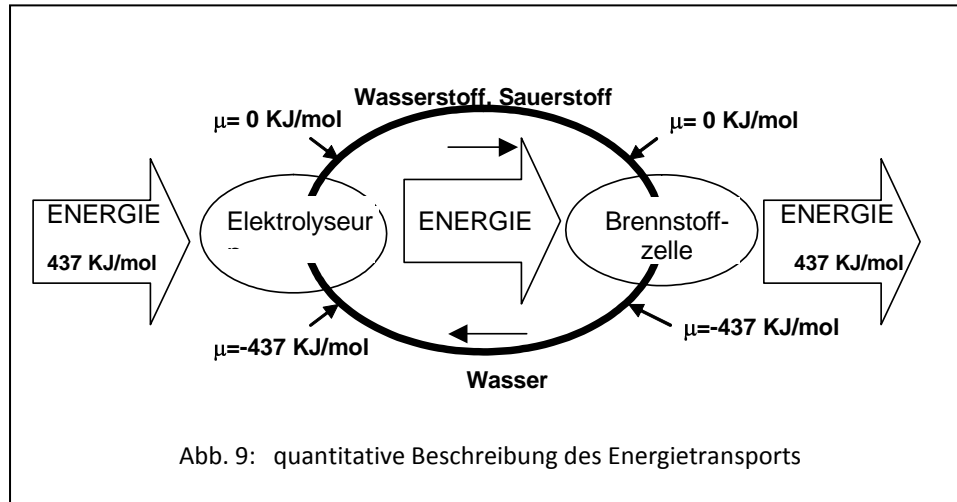 Wasserstoff, Sauerstoff
µ= 0 KJ/mol
µ= 0 KJ/mol
ENERGIE
437 KJ/mol
Elektrolyseur
ENERGIE
Brennstoff-
zelle
ENERGIE
437 KJ/mol
µ=-437 KJ/mol
µ=-437 KJ/mol
Wasser
Abb. 9: quantitative Beschreibung des Energietransports